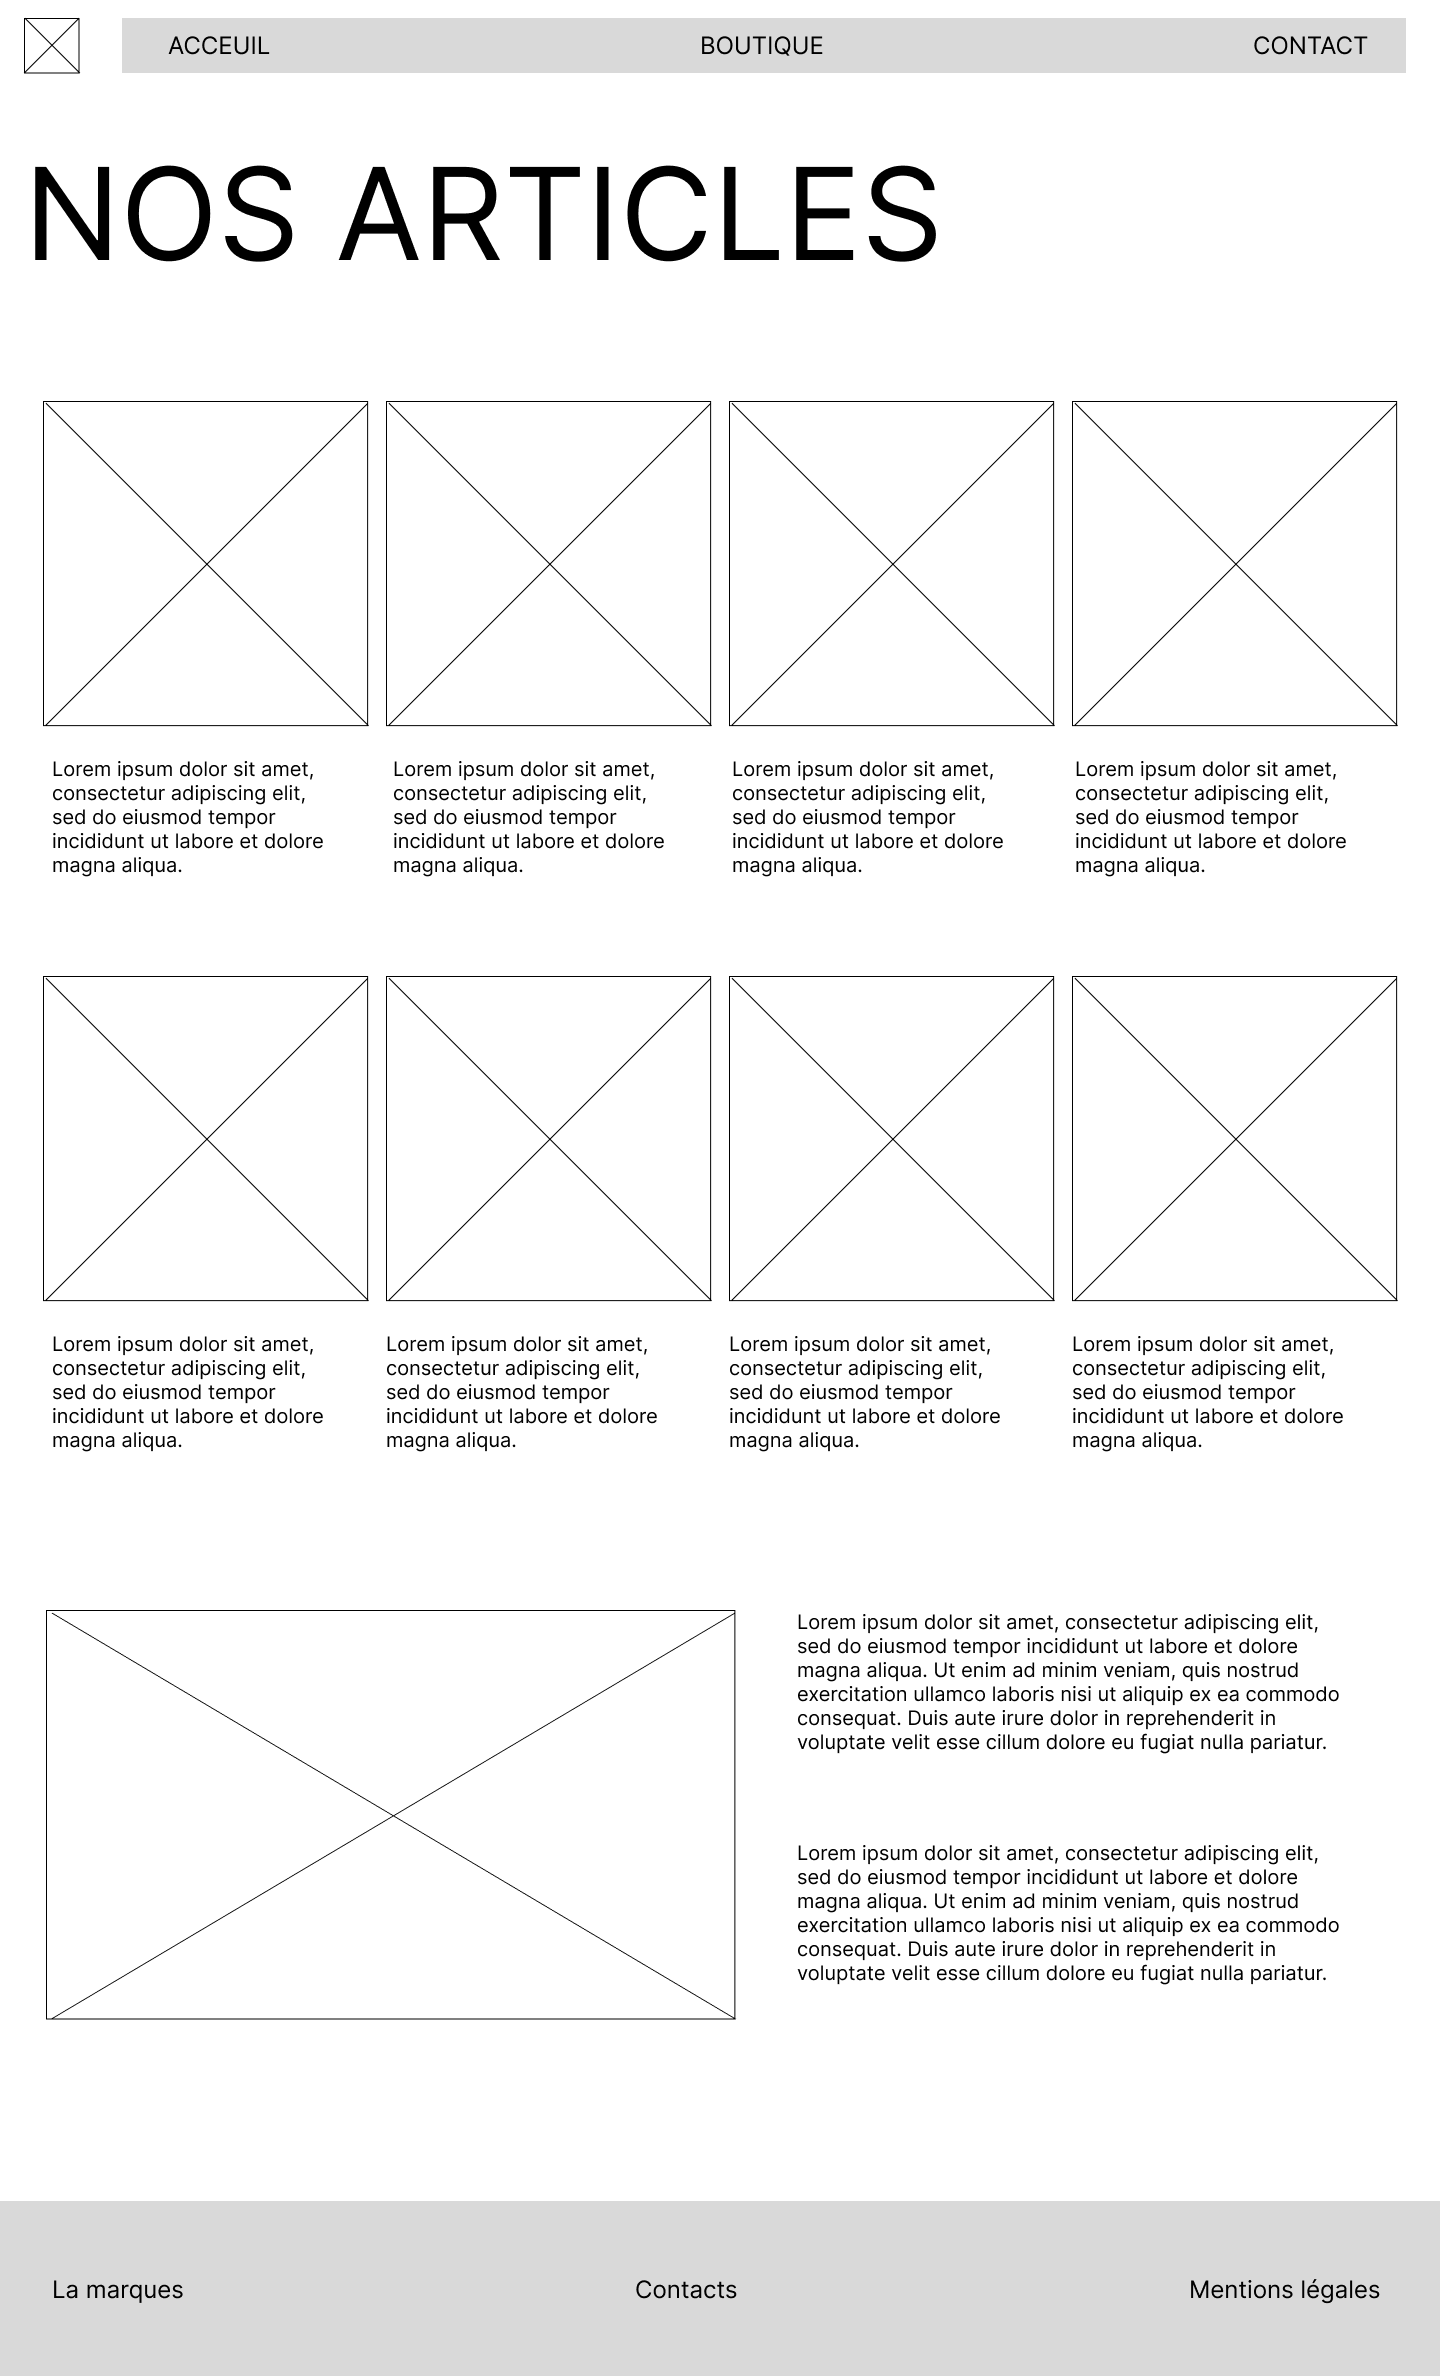 ACCEUIL
BOUTIQUE
CONTACT
NOS ARTICLES
Lorem ipsum dolor sit amet,
consectetur adipiscing elit,
sed do eiusmod tempor
incididunt ut labore et dolore
magna aliqua.
Lorem ipsum dolor sit amet,
consectetur adipiscing elit,
sed do eiusmod tempor
incididunt ut labore et dolore
magna aliqua.
Lorem ipsum dolor sit amet,
consectetur adipiscing elit,
sed do eiusmod tempor
incididunt ut labore et dolore
magna aliqua.
Lorem ipsum dolor sit amet,
consectetur adipiscing elit,
sed do eiusmod tempor
incididunt ut labore et dolore
magna aliqua.
Lorem ipsum dolor sit amet,
consectetur adipiscing elit,
sed do eiusmod tempor
incididunt ut labore et dolore
magna aliqua.
Lorem ipsum dolor sit amet,
consectetur adipiscing elit,
sed do eiusmod tempor
incididunt ut labore et dolore
magna aliqua.
Lorem ipsum dolor sit amet,
consectetur adipiscing elit,
sed do eiusmod tempor
incididunt ut labore et dolore
magna aliqua.
Lorem ipsum dolor sit amet,
consectetur adipiscing elit,
sed do eiusmod tempor
incididunt ut labore et dolore
magna aliqua.
Lorem ipsum dolor sit amet, consectetur adipiscing elit,
sed do eiusmod tempor incididunt ut labore et dolore
magna aliqua. Ut enim ad minim veniam, quis nostrud
exercitation ullamco laboris nisi ut aliquip ex ea commodo
consequat. Duis aute irure dolor in reprehenderit in
voluptate velit esse cillum dolore eu fugiat nulla pariatur.
Lorem ipsum dolor sit amet, consectetur adipiscing elit,
sed do eiusmod tempor incididunt ut labore et dolore
magna aliqua. Ut enim ad minim veniam, quis nostrud
exercitation ullamco laboris nisi ut aliquip ex ea commodo
consequat. Duis aute irure dolor in reprehenderit in
voluptate velit esse cillum dolore eu fugiat nulla pariatur.
La marques
Contacts
Mentions légales